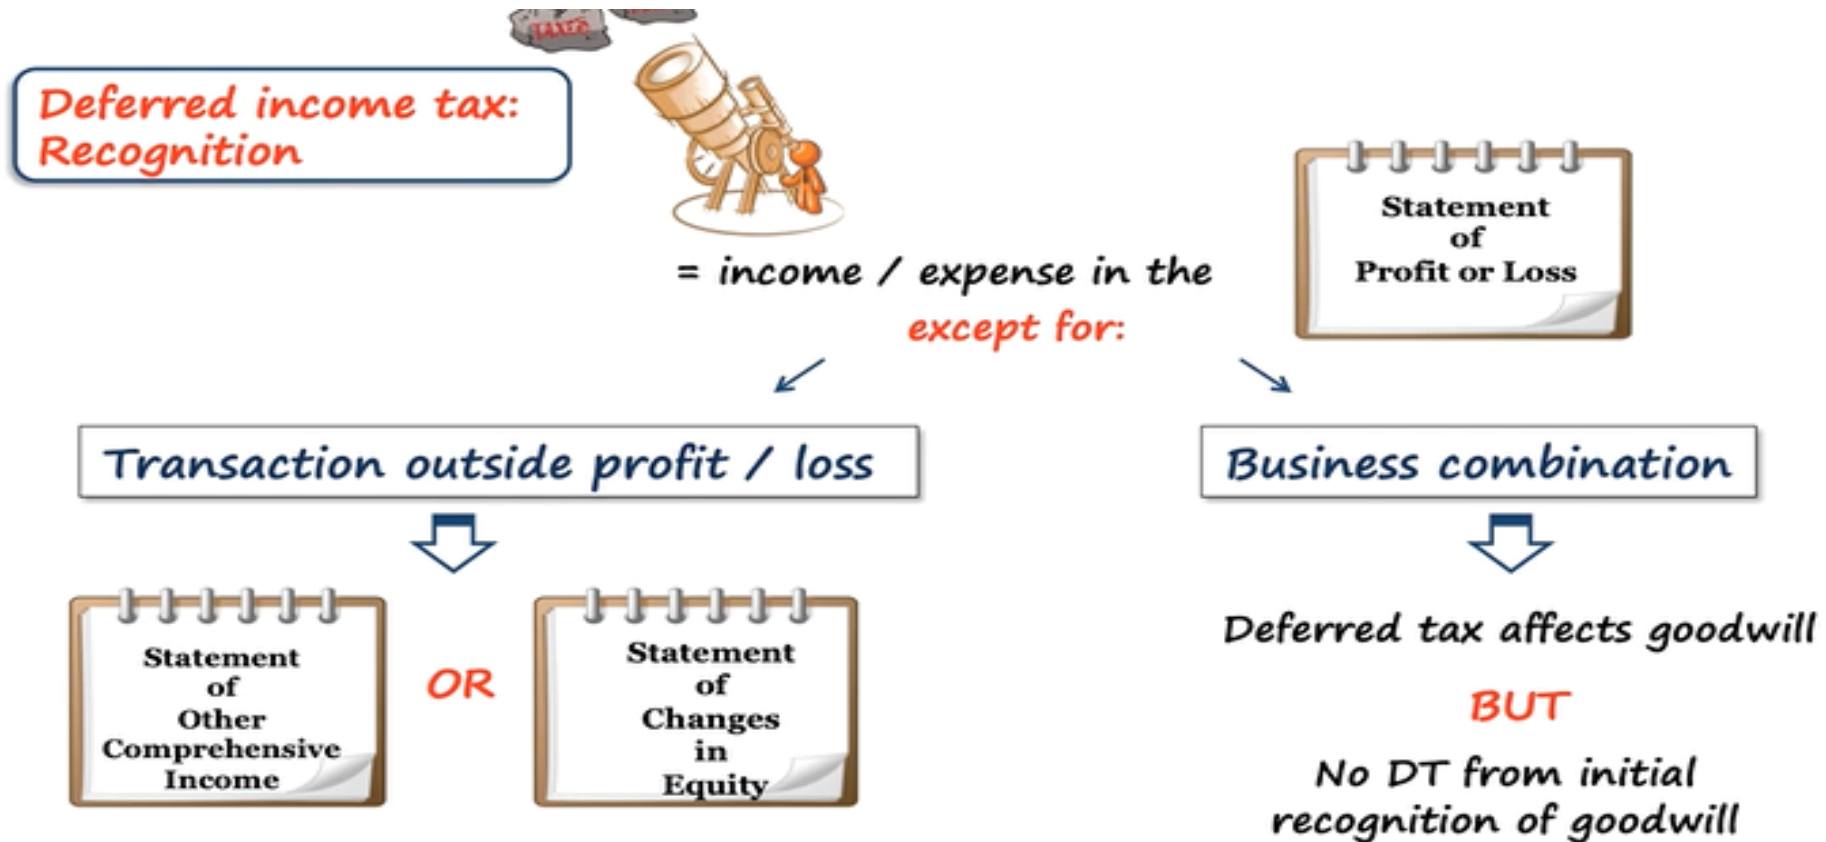 TAXES
Deferred income tax:
Recognition
= income / expense in the
except for:
Statement
of
Profit or Loss
Transaction outside profit / loss
Business combination
Statement
of
Other
Comprehensive
Income
OR
Statement
of
Changes
in
Equity
Deferred tax affects goodwill
BUT
No DT from initial
recognition of goodwill